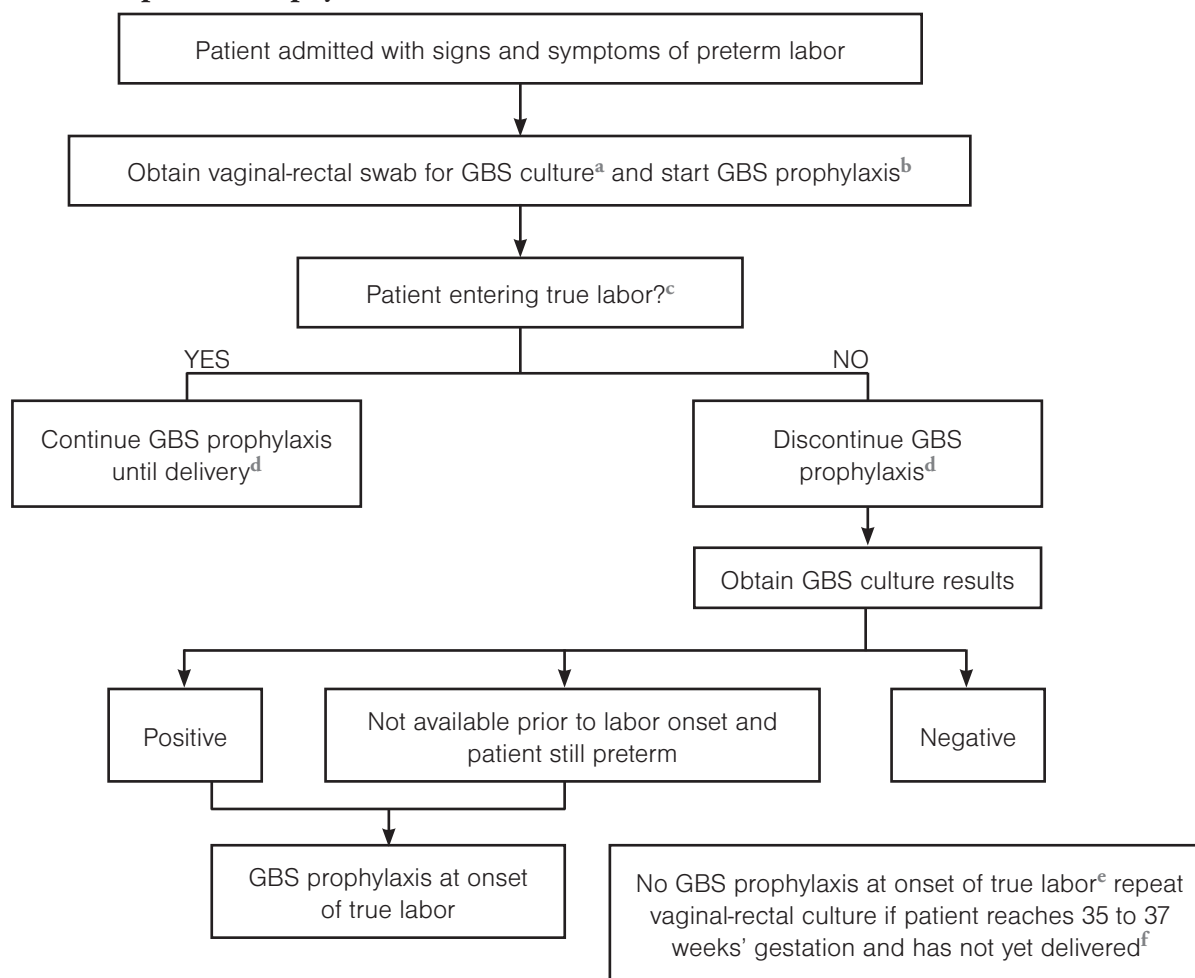 Patient admitted with signs and symptoms of preterm labor
Obtain vaginal-rectal swab for GBS cultureᵃ and start GBS prophylaxisᵇ
Patient entering true labor?ᶜ
YES
NO
Continue GBS prophylaxis
until deliveryᵈ
Discontinue GBS
prophylaxisᵈ
Obtain GBS culture results
Positive
Not available prior to labor onset and
patient still preterm
Negative
GBS prophylaxis at onset
of true labor
No GBS prophylaxis at onset of true laborᵉ repeat
vaginal-rectal culture if patient reaches 35 to 37
weeks’ gestation and has not yet deliveredᶠ